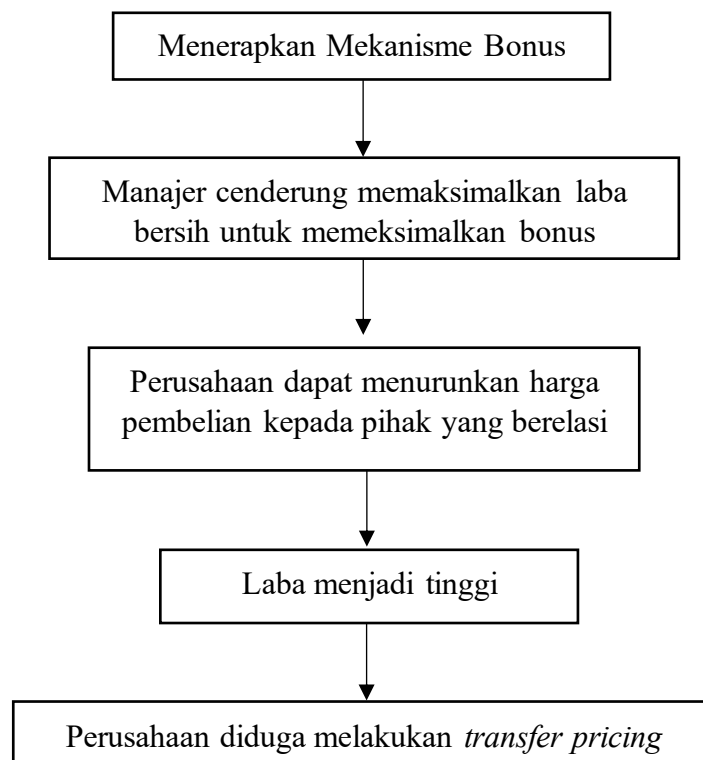 Menerapkan Mekanisme Bonus
Manajer cenderung memaksimalkan laba
bersih untuk memeksimalkan bonus
Perusahaan dapat menurunkan harga
pembelian kepada pihak yang berelasi
Laba menjadi tinggi
Perusahaan diduga melakukan transfer pricing